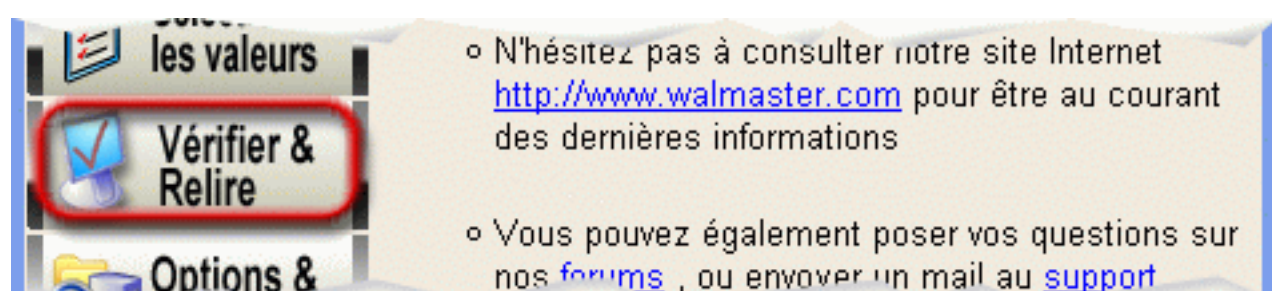 les valeurs
Vérifier &
Relire
Options &
N'hésitez pas à consulter notre site Internet
http://www.walmaster.com pour être au courant
des dernières informations
Vous pouvez également poser vos questions sur
nos forums , ou envoyer un mail au support